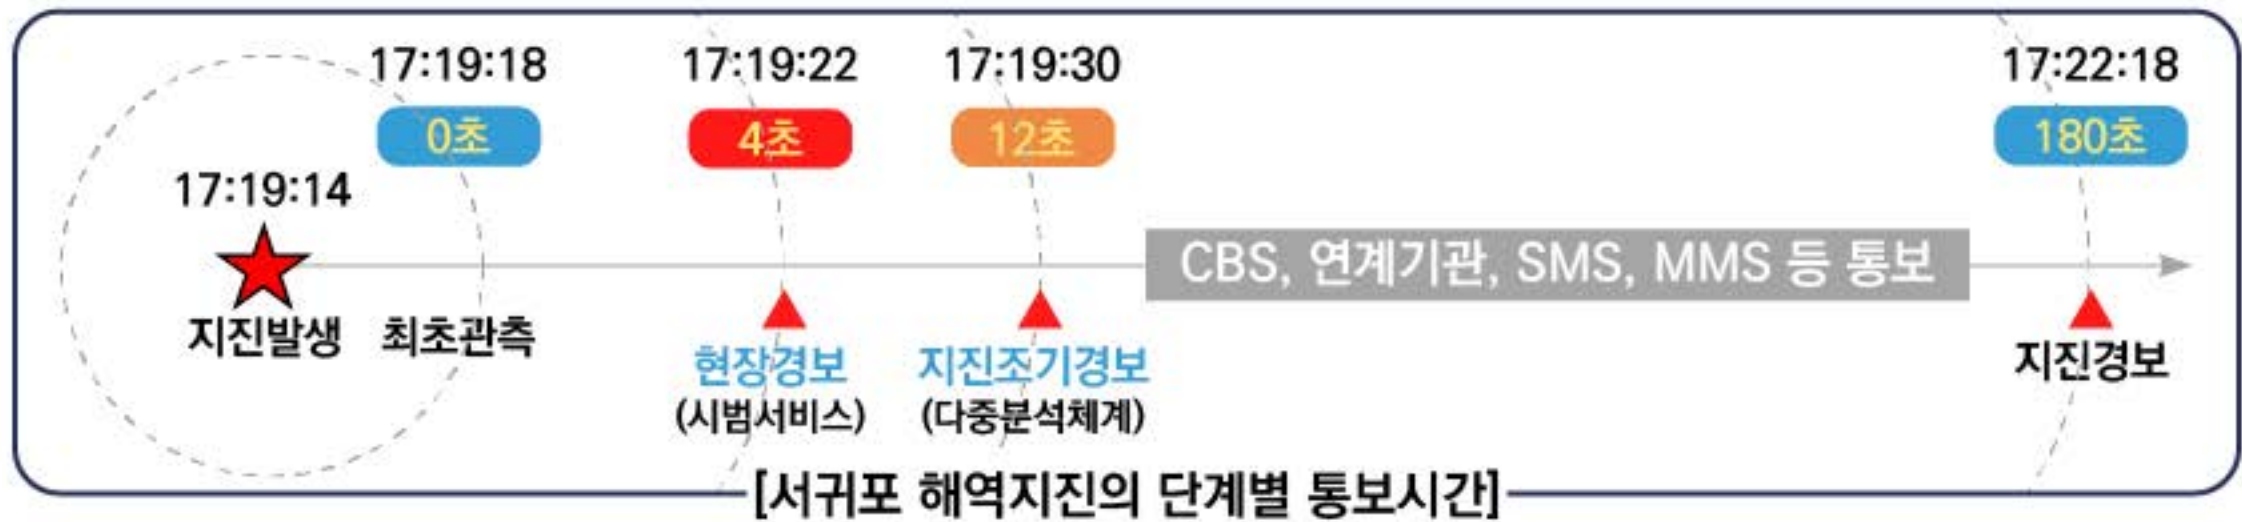 17:19:14
지진발생
17:19:18
0초
최초관측
17:19:22
4초
현장경보
(시범서비스)
17:19:30
12초
지진조기경보
(다중분석체계)
CBS, 연계기관, SMS, MMS 등 통보
17:22:18
180초
지진경보
[서귀포 해역지진의 단계별 통보시간]